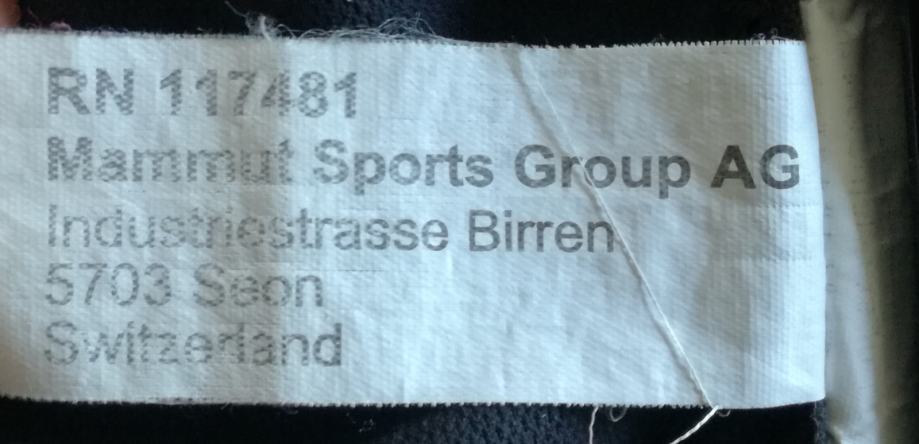 RN 117481
Mammut Sports Group AG
Industriestrasse Birren
5703 Seon
Switzerland